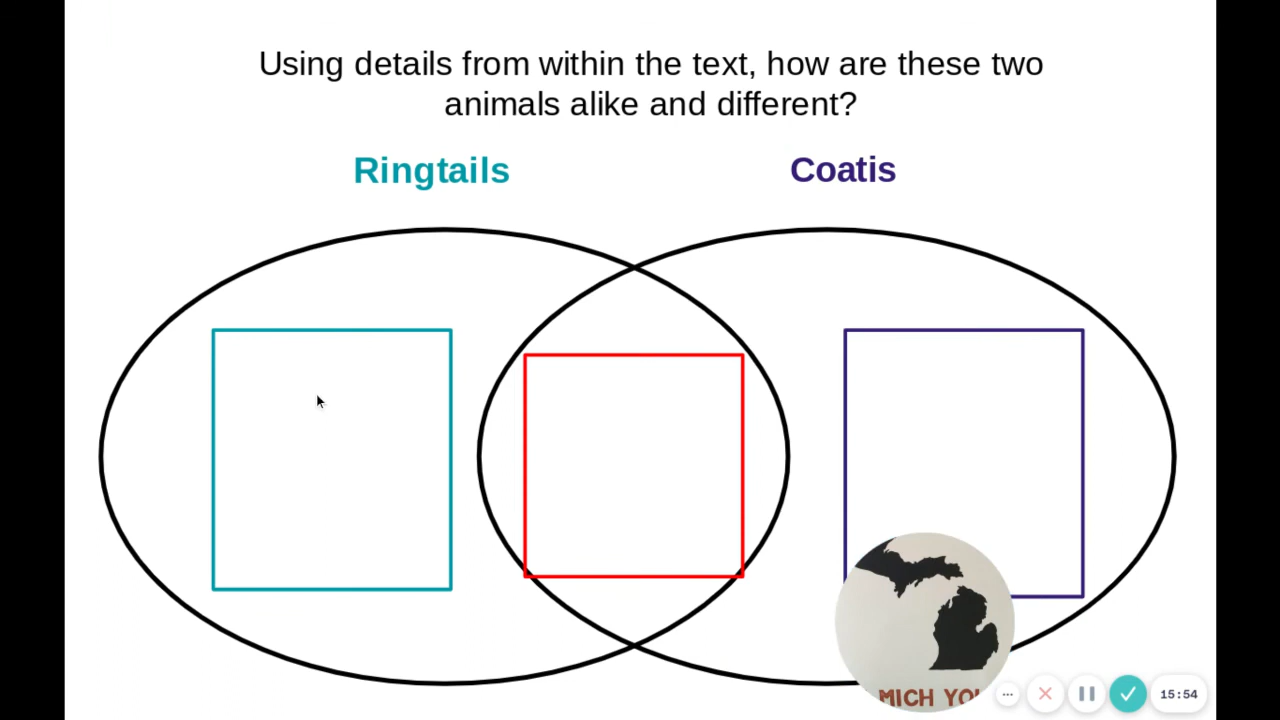 Using details from within the text, how are these two
animals alike and different?
Ringtails
Coatis
MICH YOU
15:54